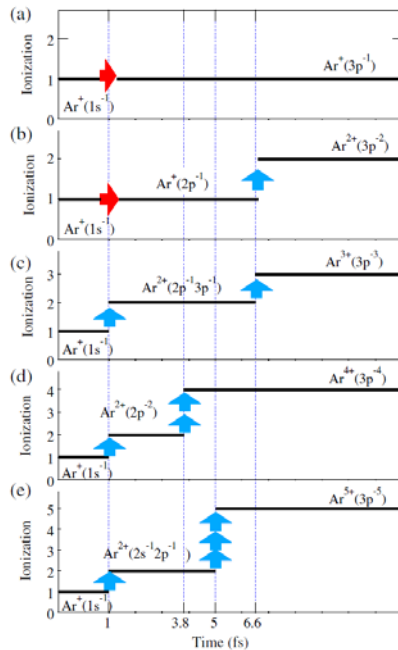 (a)
Ionization
2
1
0
Ar⁺(3p⁻¹)
Ar⁺(1s⁻¹)
(b)
Ionization
2
1
0
Ar²⁺(3p⁻²)
Ar⁺(2p⁻¹)
Ar⁺(1s⁻¹)
(c)
Ionization
3
2
1
0
Ar³⁺(3p⁻³)
Ar²⁺(2p⁻¹3p⁻¹)
Ar⁺(1s⁻¹)
(d)
Ionization
4
3
2
1
0
Ar⁴⁺(3p⁻⁴)
Ar²⁺(2p⁻²)
Ar⁺(1s⁻¹)
(e)
Ionization
5
4
3
2
1
0
Ar⁵⁺(3p⁻⁵)
Ar²⁺(2s⁻¹2p⁻¹ )
Ar⁺(1s⁻¹)
1 3.8 5 6.6
Time (fs)